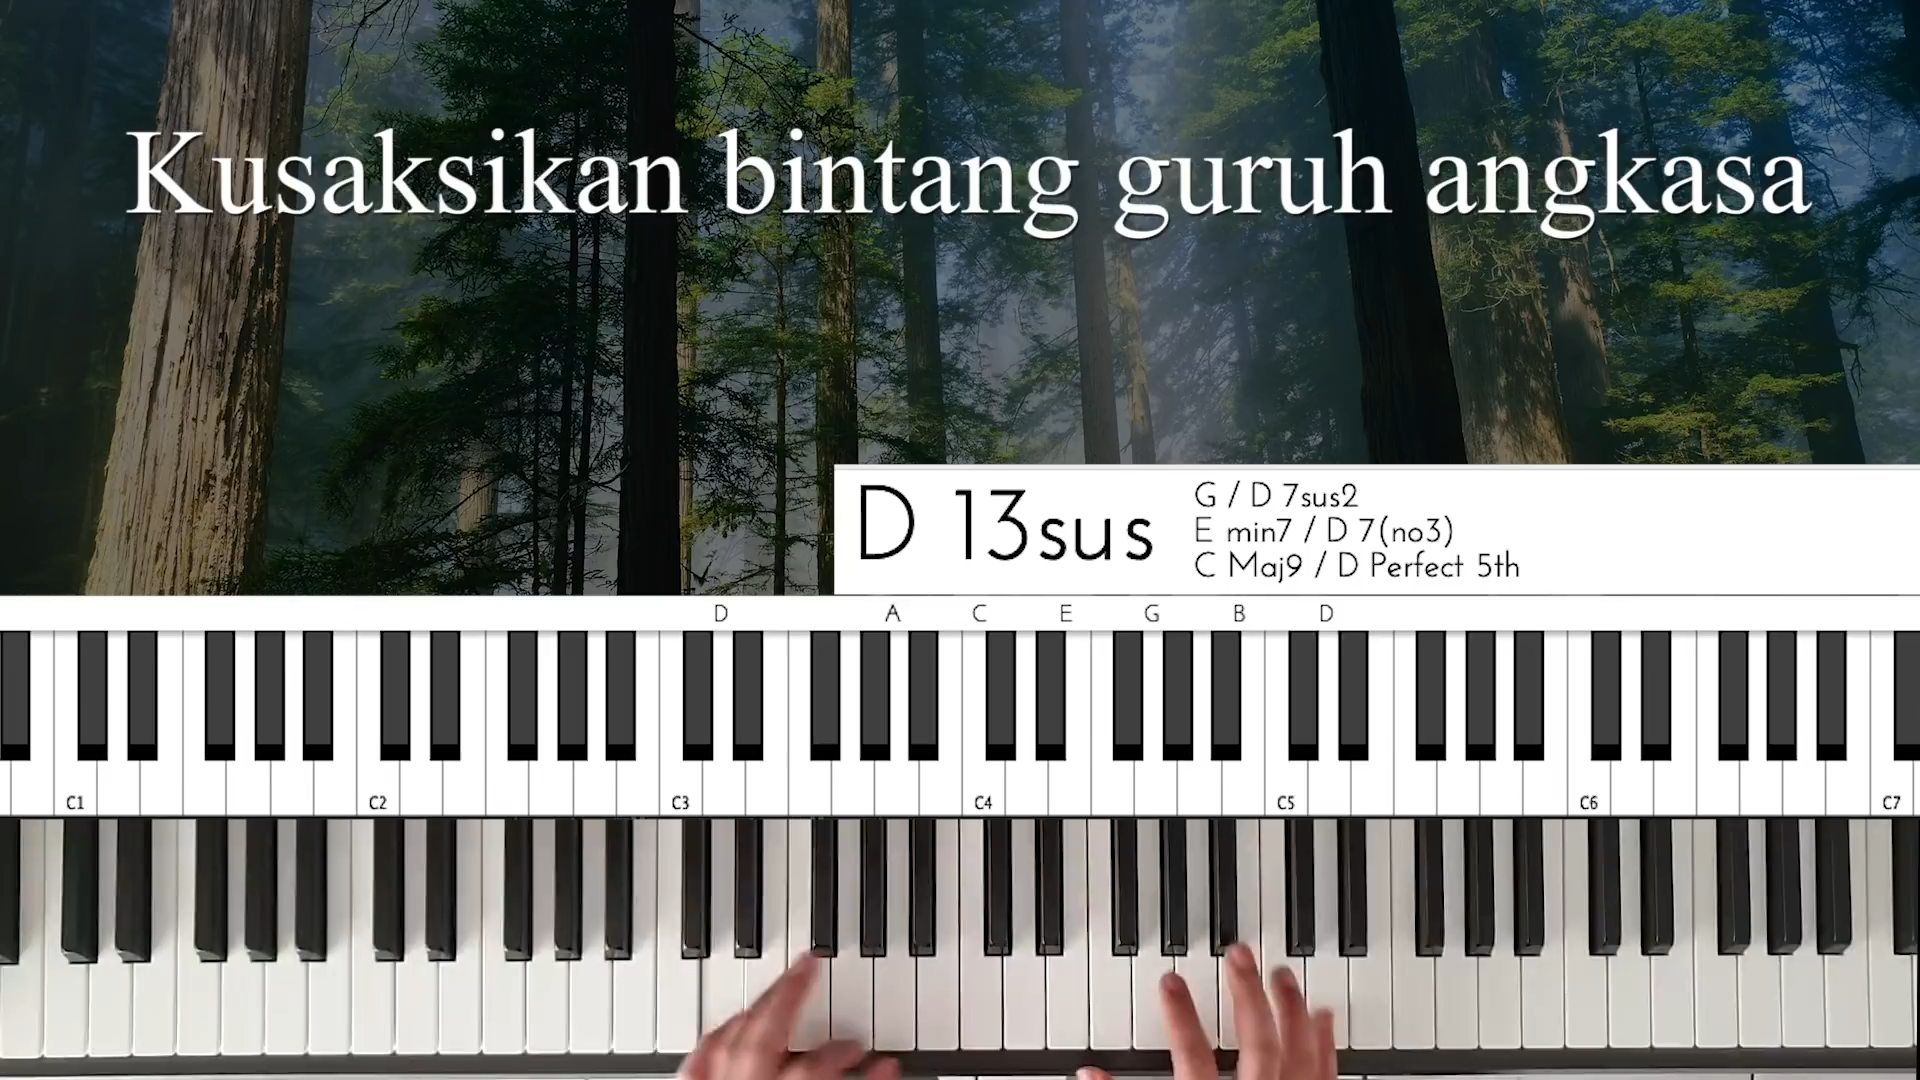 Kusaksikan bintang guruh angkasa
D 13sus
G / D 7sus2
E min7 / D 7(no3)
C Maj9 / D Perfect 5th
D A C E G B D
C1 C2 C3 C4 C5 C6 C7